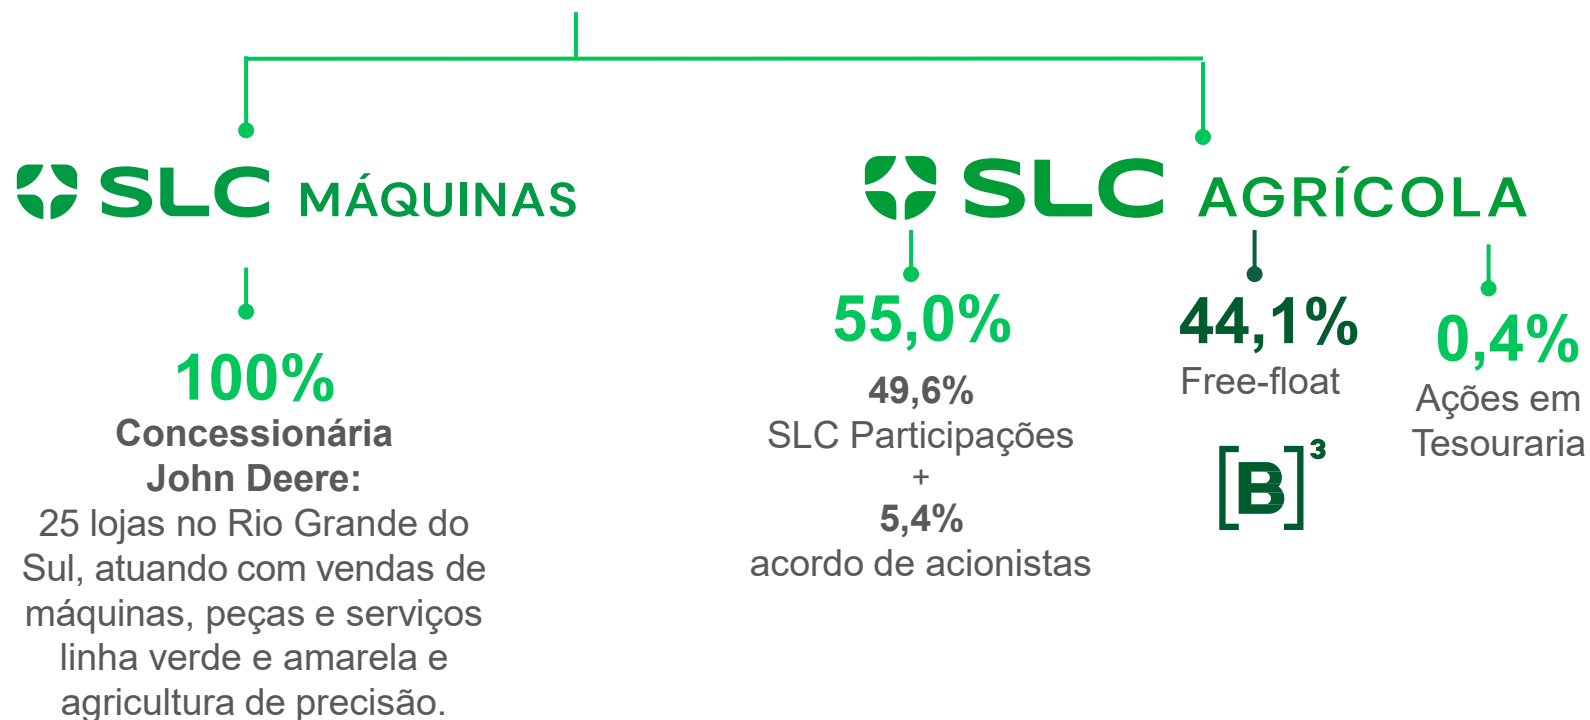 SLC MÁQUINAS
100%
Concessionária
John Deere:
25 lojas no Rio Grande do
Sul, atuando com vendas de
máquinas, peças e serviços
linha verde e amarela e
agricultura de precisão.
SLC AGRÍCOLA
55,0%
49,6%
SLC Participações
+
5,4%
acordo de acionistas
44,1%
Free-float
[B]³
0,4%
Ações em
Tesouraria